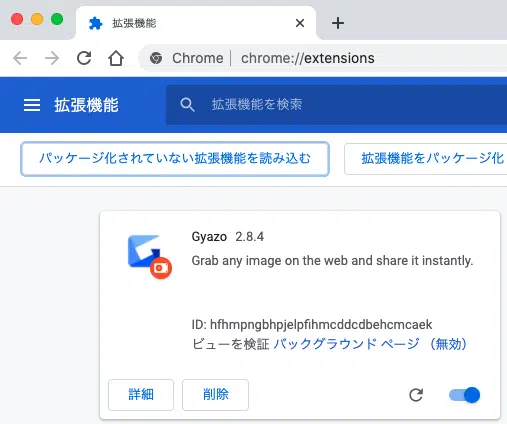 拡張機能
Chrome chrome://extensions
拡張機能 拡張機能を検索
パッケージ化されていない拡張機能を読み込む 拡張機能をパッケージ化
Gyazo 2.8.4
Grab any image on the web and share it instantly.
ID: hfhmpngbhpjelpfihmcddcdbehcmcaek
ビューを検証 バックグラウンド ページ （無効）
詳細 削除